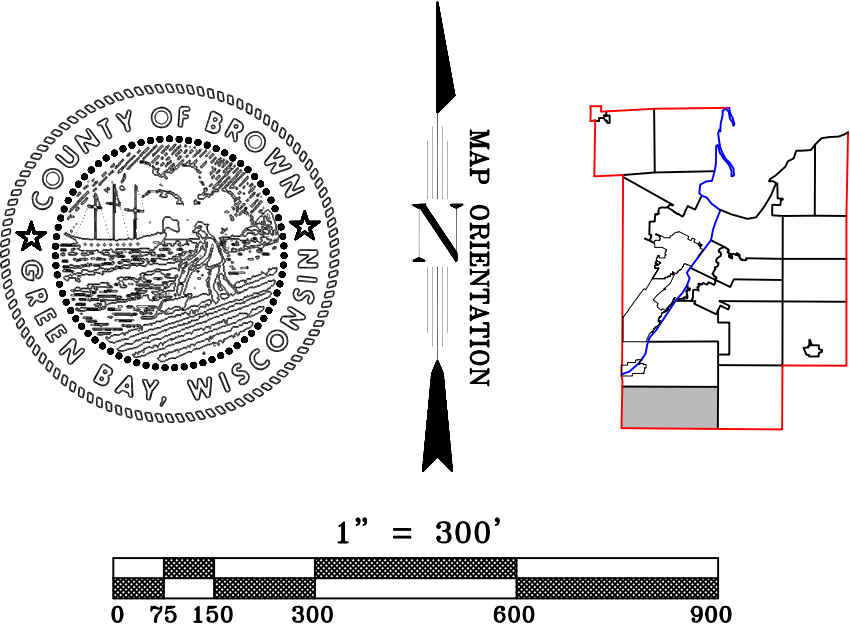 COUNTY OF BROWN
GREEN BAY, WISCONSIN
MAP ORIENTATION
N
1" = 300'
0 75 150 300 600 900